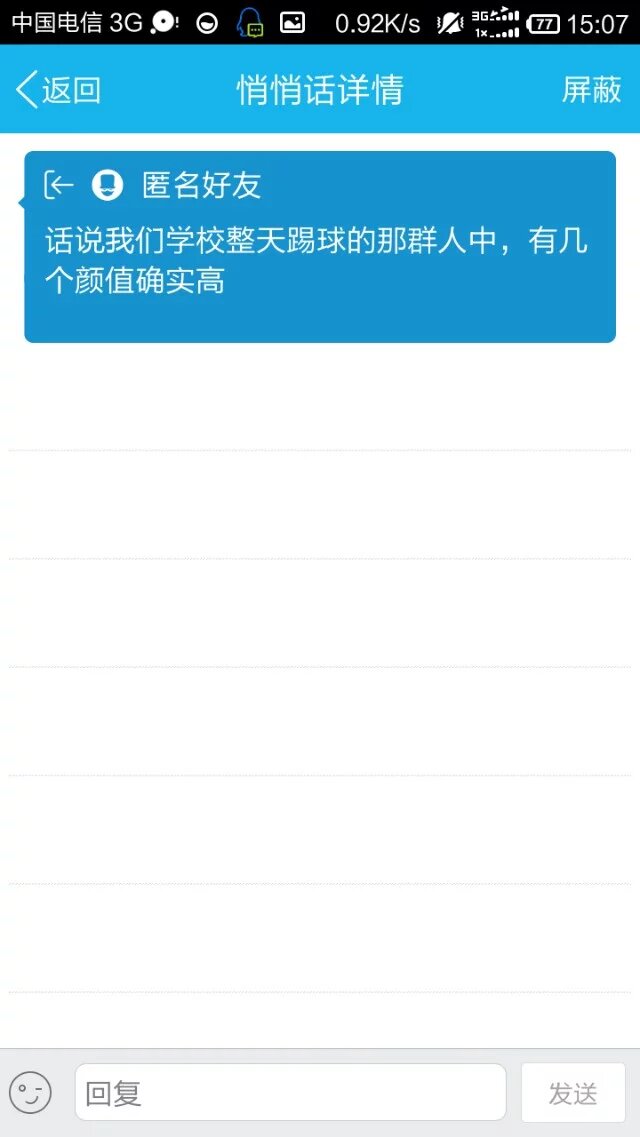 中国电信 3G 0.92K/s 3G 1x 77 15:07
返回 悄悄话详情 屏蔽
匿名好友
话说我们学校整天踢球的那群人中，有几
个颜值确实高
回复 发送